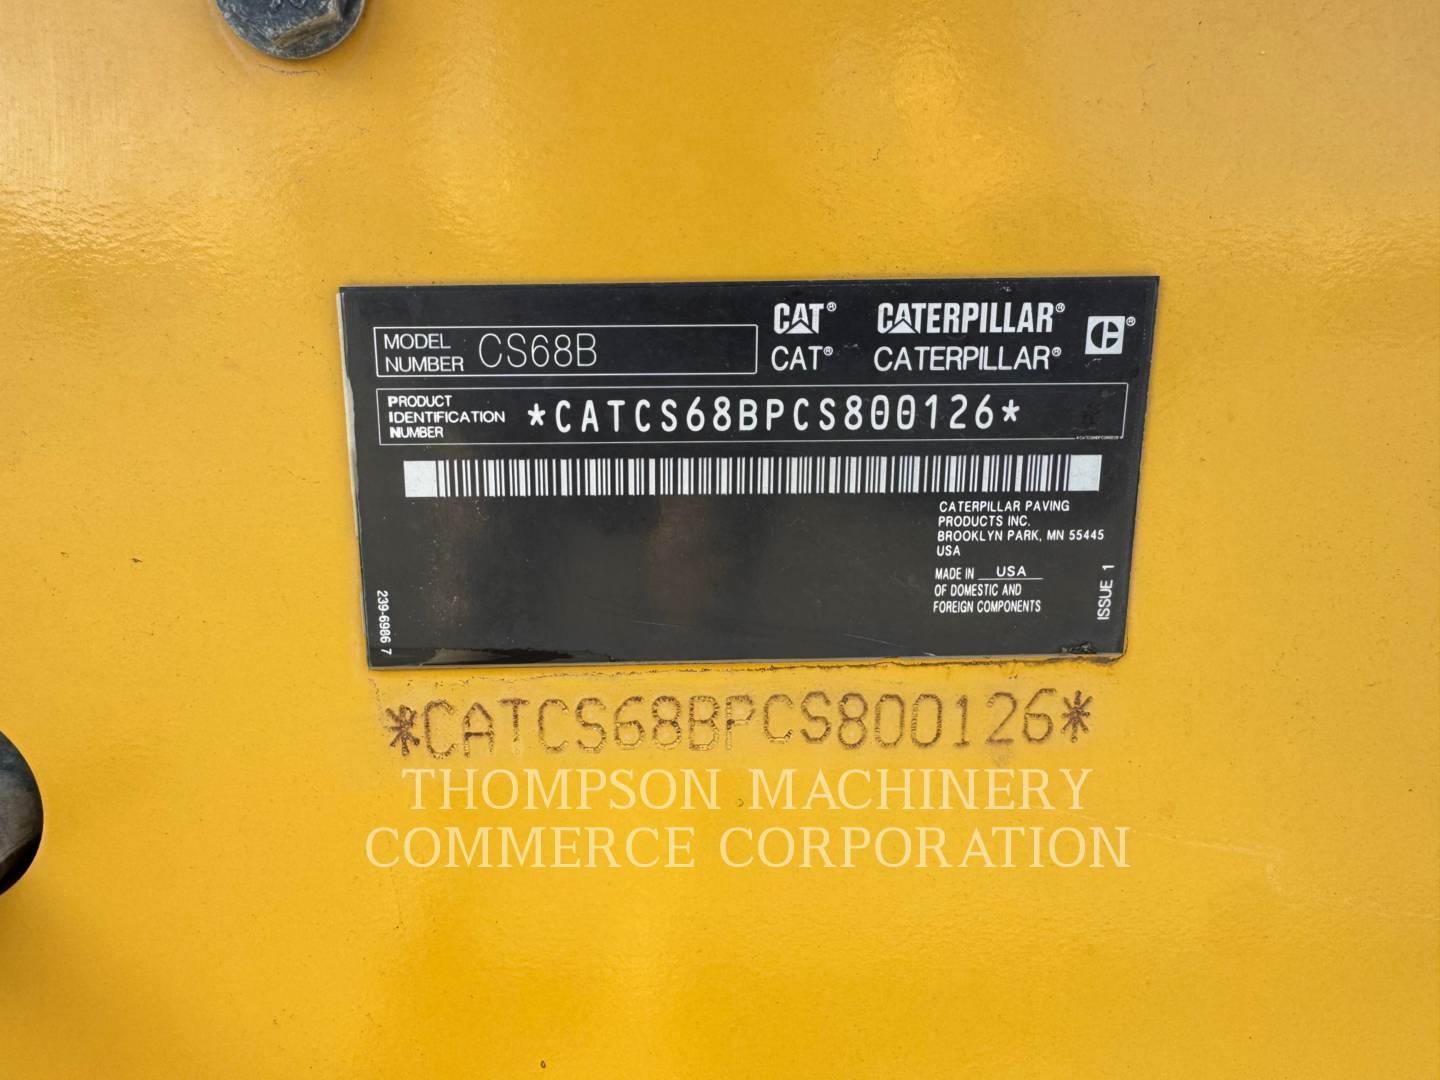 CAT® CATERPILLAR® C®
MODEL NUMBER CS68B
CAT® CATERPILLAR®
PRODUCT IDENTIFICATION NUMBER *CATCS68BPCS800126*
CATERPILLAR PAVING
PRODUCTS INC.
BROOKLYN PARK, MN 55445
USA
MADE IN USA
OF DOMESTIC AND
FOREIGN COMPONENTS
ISSUE 1
239-6986 7
*CATCS68BPCS800126*
THOMPSON MACHINERY
COMMERCE CORPORATION